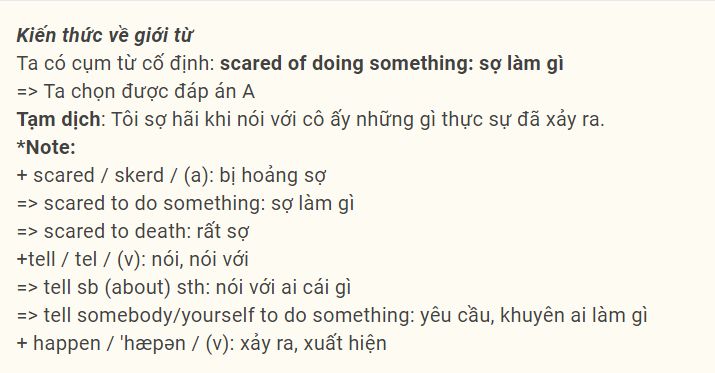 Kiến thức về giới từ
Ta có cụm từ cố định: scared of doing something: sợ làm gì
=> Ta chọn được đáp án A
Tạm dịch: Tôi sợ hãi khi nói với cô ấy những gì thực sự đã xảy ra.
*Note:
+ scared / skerd / (a): bị hoảng sợ
=> scared to do something: sợ làm gì
=> scared to death: rất sợ
+tell / tel / (v): nói, nói với
=> tell sb (about) sth: nói với ai cái gì
=> tell somebody/yourself to do something: yêu cầu, khuyên ai làm gì
+ happen / 'hæpən / (v): xảy ra, xuất hiện